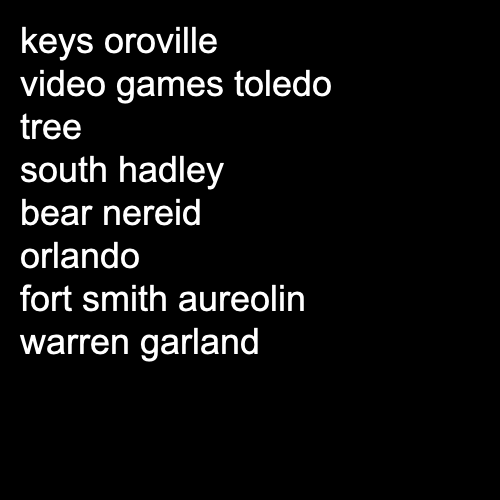 keys oroville
video games toledo
tree
south hadley
bear nereid
orlando
fort smith aureolin
warren garland